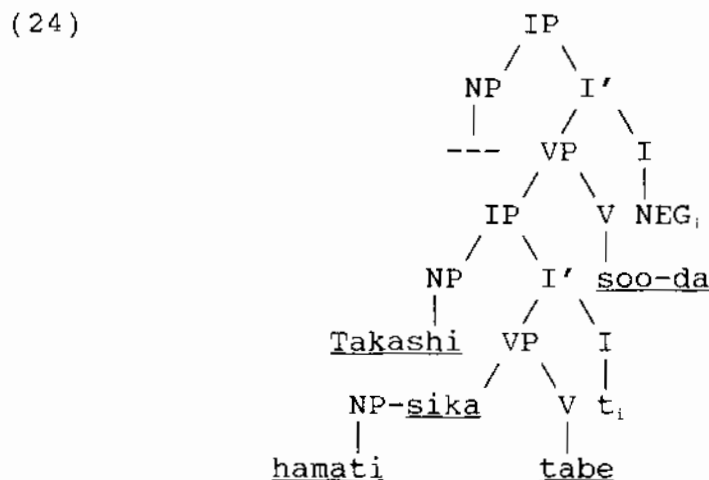 (24) IP
NP I'
--- VP I
IP V NEGi
NP I' soo-da
Takashi VP I
NP-sika V ti
hamati tabe